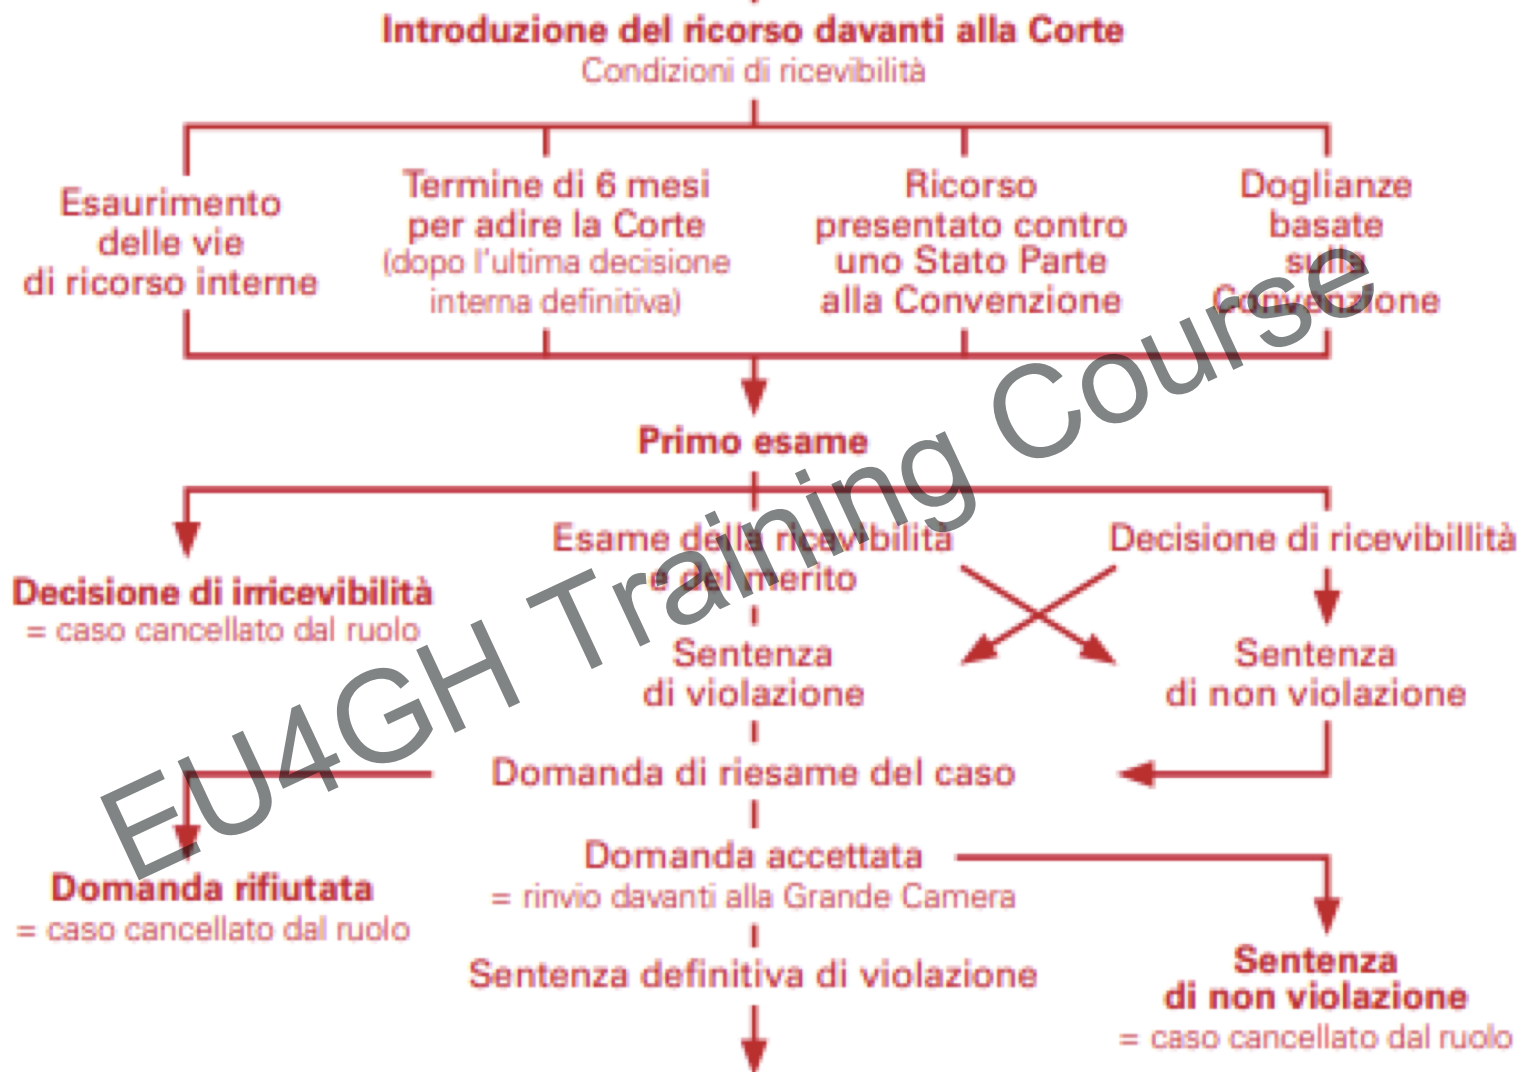 Introduzione del ricorso davanti alla Corte
Condizioni di ricevibilità
Esaurimento
delle vie
di ricorso interne
Termine di 6 mesi
per adire la Corte
(dopo l'ultima decisione
interna definitiva)
Ricorso
presentato contro
uno Stato Parte
alla Convenzione
Doglianze
basate
sulla
Convenzione
Primo esame
Decisione di irricevibilità
= caso cancellato dal ruolo
Esame della ricevibilità
e del merito
Decisione di ricevibillità
Sentenza
di violazione
Sentenza
di non violazione
Domanda di riesame del caso
Domanda rifiutata
= caso cancellato dal ruolo
Domanda accettata
= rinvio davanti alla Grande Camera
Sentenza definitiva di violazione
Sentenza
di non violazione
= caso cancellato dal ruolo
EU4GH Training Course